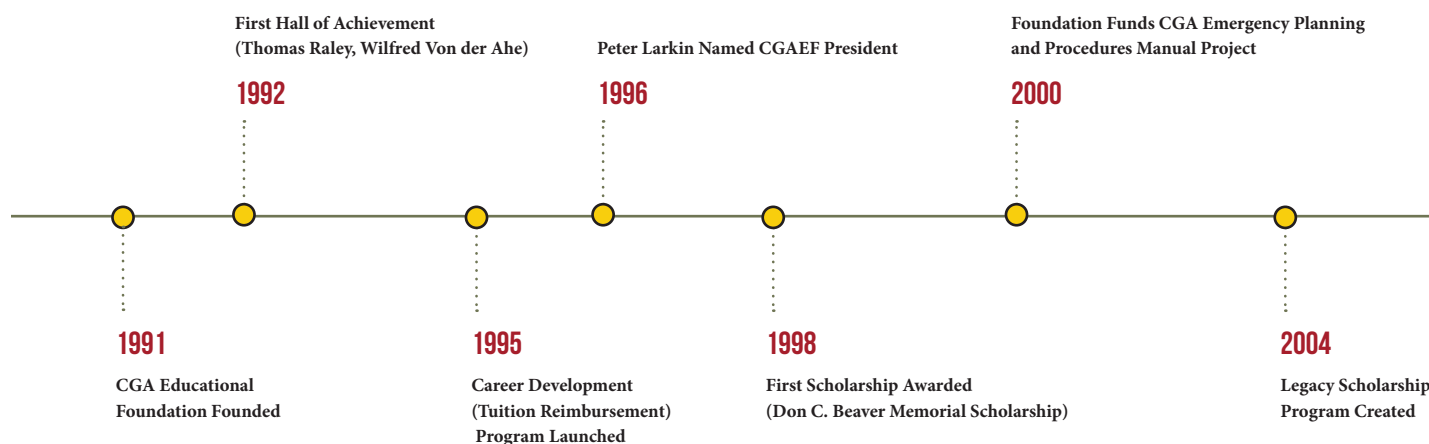 First Hall of Achievement
(Thomas Raley, Wilfred Von der Ahe)
1992
Peter Larkin Named CGAEF President
1996
Foundation Funds CGA Emergency Planning
and Procedures Manual Project
2000
1991
CGA Educational
Foundation Founded
1995
Career Development
(Tuition Reimbursement)
Program Launched
1998
First Scholarship Awarded
(Don C. Beaver Memorial Scholarship)
2004
Legacy Scholarship
Program Created